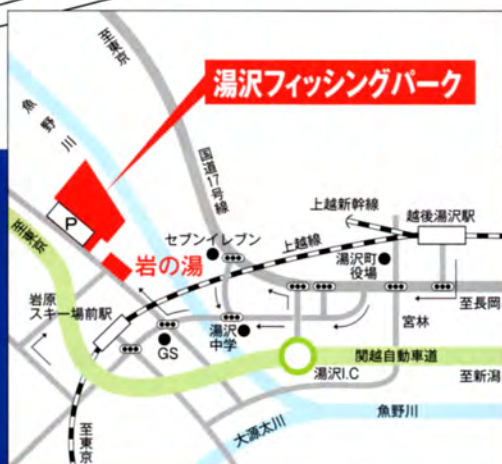 至東京
湯沢フィッシングパーク
魚野川
国道17号線
上越新幹線
越後湯沢駅
至東京
P
セブンイレブン
上越線
湯沢町
役場
岩の湯
岩原
スキー場前駅
至長岡
湯沢
中学
宮林
GS
関越自動車道
湯沢I.C
至新潟
魚野川
大源太川
至東京